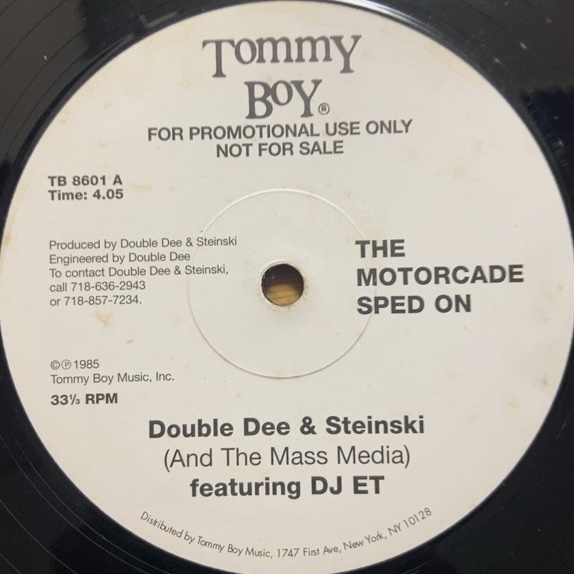 Tommy
Boy®
FOR PROMOTIONAL USE ONLY
NOT FOR SALE
TB 8601 A
Time: 4.05
Produced by Double Dee & Steinski
Engineered by Double Dee
To contact Double Dee & Steinski,
call 718-636-2943
or 718-857-7234.
THE
MOTORCADE
SPED ON
©℗1985
Tommy Boy Music, Inc.
33⅓ RPM
Double Dee & Steinski
(And The Mass Media)
featuring DJ ET
Distributed by Tommy Boy Music, 1747 First Ave, New York, NY 10128